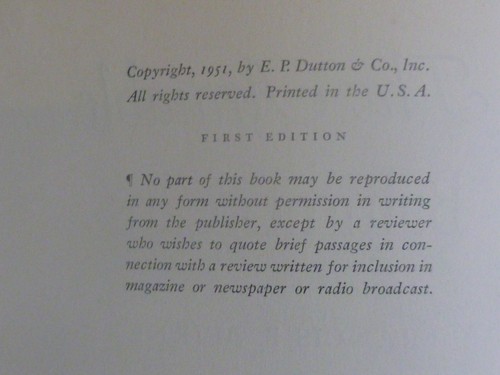 Copyright, 1951, by E. P. Dutton & Co., Inc.
All rights reserved. Printed in the U. S. A.
FIRST EDITION
¶ No part of this book may be reproduced
in any form without permission in writing
from the publisher, except by a reviewer
who wishes to quote brief passages in con-
nection with a review written for inclusion in
magazine or newspaper or radio broadcast.